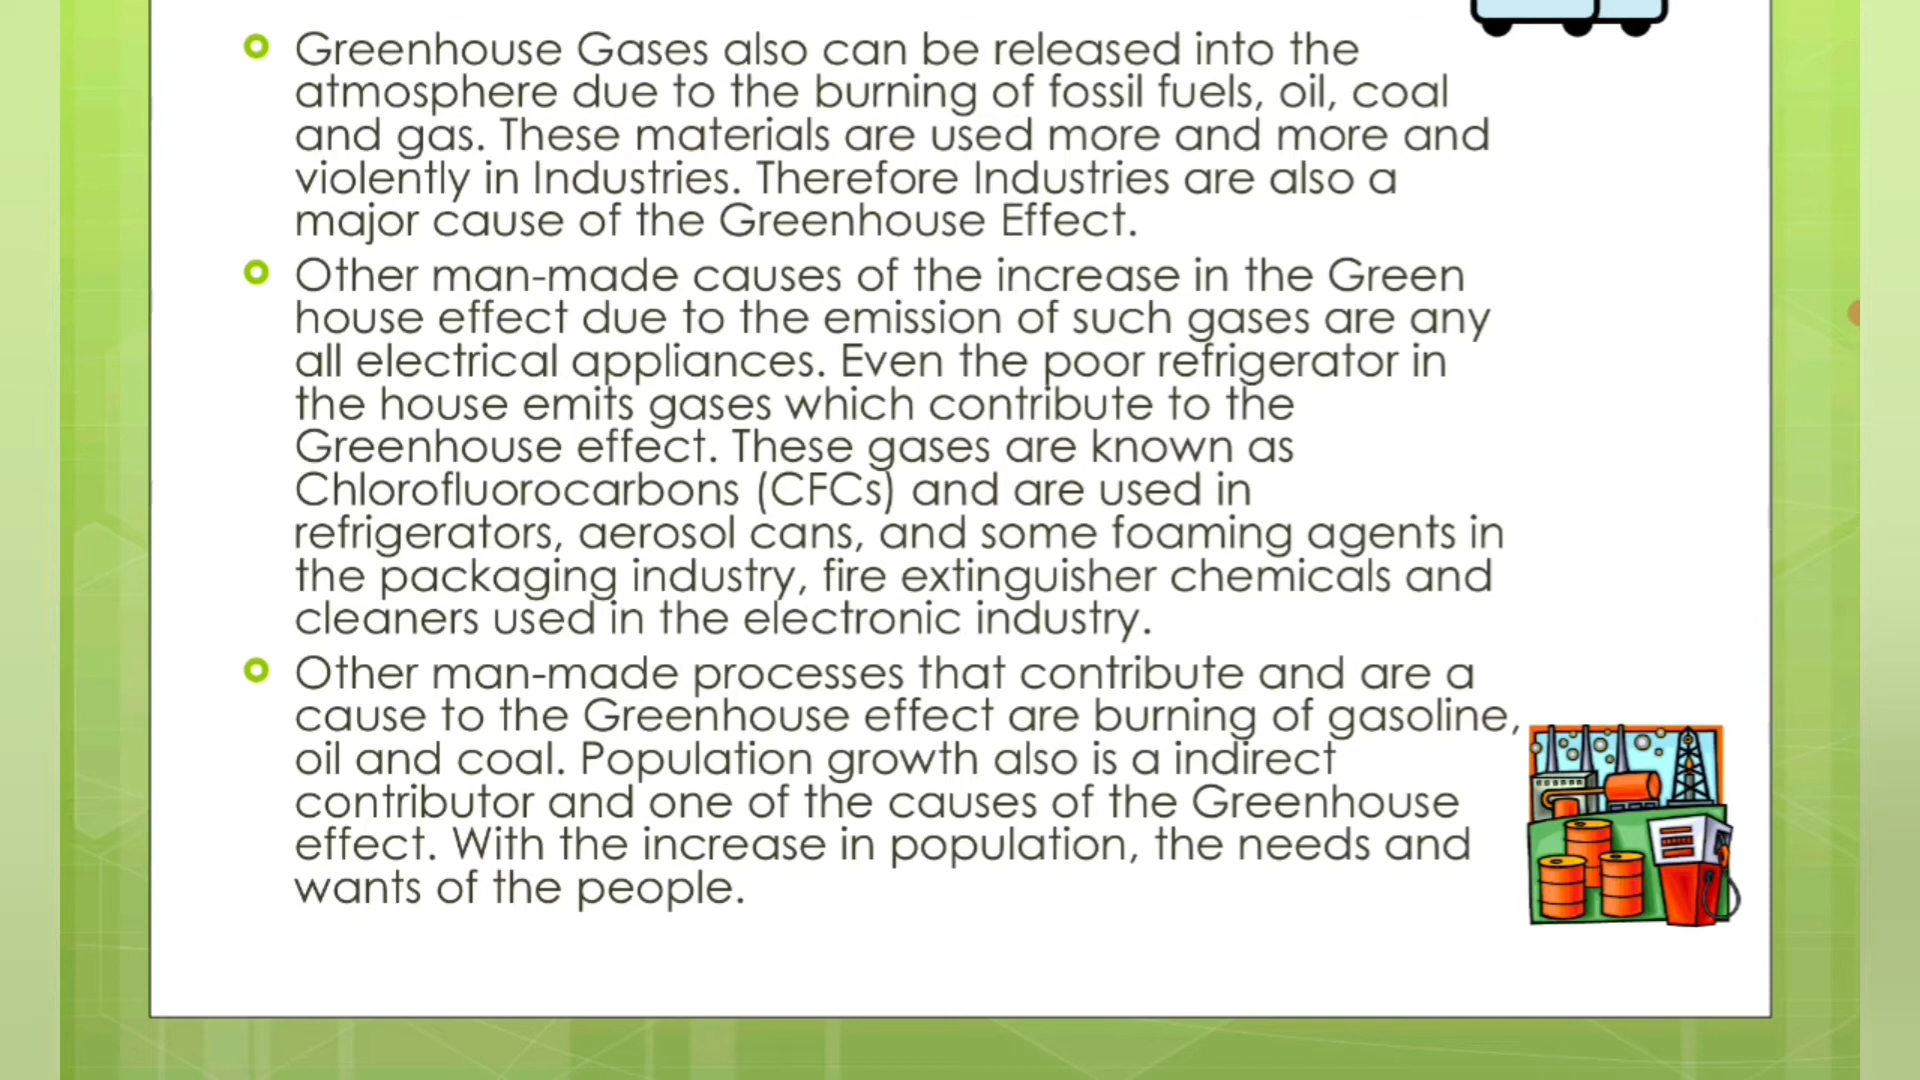 Greenhouse Gases also can be released into the
atmosphere due to the burning of fossil fuels, oil, coal
and gas. These materials are used more and more and
violently in Industries. Therefore Industries are also a
major cause of the Greenhouse Effect.
Other man-made causes of the increase in the Green
house effect due to the emission of such gases are any
all electrical appliances. Even the poor refrigerator in
the house emits gases which contribute to the
Greenhouse effect. These gases are known as
Chlorofluorocarbons (CFCs) and are used in
refrigerators, aerosol cans, and some foaming agents in
the packaging industry, fire extinguisher chemicals and
cleaners used in the electronic industry.
Other man-made processes that contribute and are a
cause to the Greenhouse effect are burning of gasoline,
oil and coal. Population growth also is a indirect
contributor and one of the causes of the Greenhouse
effect. With the increase in population, the needs and
wants of the people.